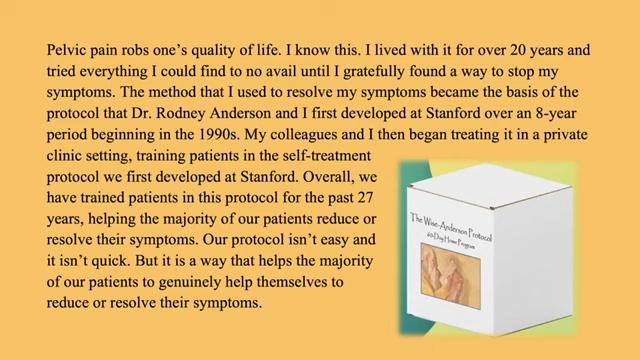 Pelvic pain robs one’s quality of life. I know this. I lived with it for over 20 years and
tried everything I could find to no avail until I gratefully found a way to stop my
symptoms. The method that I used to resolve my symptoms became the basis of the
protocol that Dr. Rodney Anderson and I first developed at Stanford over an 8-year
period beginning in the 1990s. My colleagues and I then began treating it in a private
clinic setting, training patients in the self-treatment
protocol we first developed at Stanford. Overall, we
have trained patients in this protocol for the past 27
years, helping the majority of our patients reduce or
resolve their symptoms. Our protocol isn’t easy and
it isn’t quick. But it is a way that helps the majority
of our patients to genuinely help themselves to
reduce or resolve their symptoms.
The Wise-Anderson Protocol
60-Day Home Program